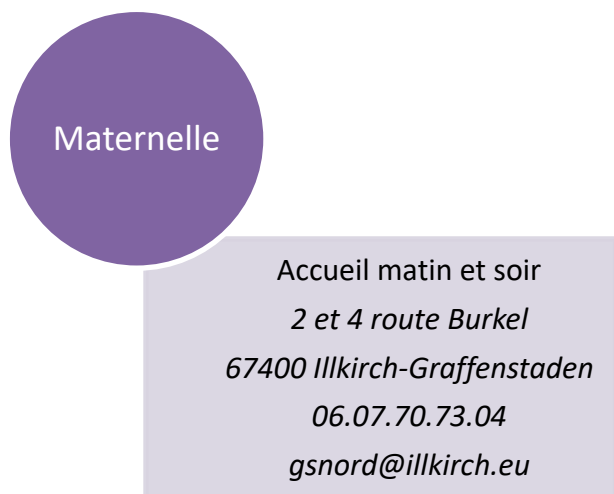 Maternelle
Accueil matin et soir
2 et 4 route Burkel
67400 Illkirch-Graffenstaden
06.07.70.73.04
gsnord@illkirch.eu